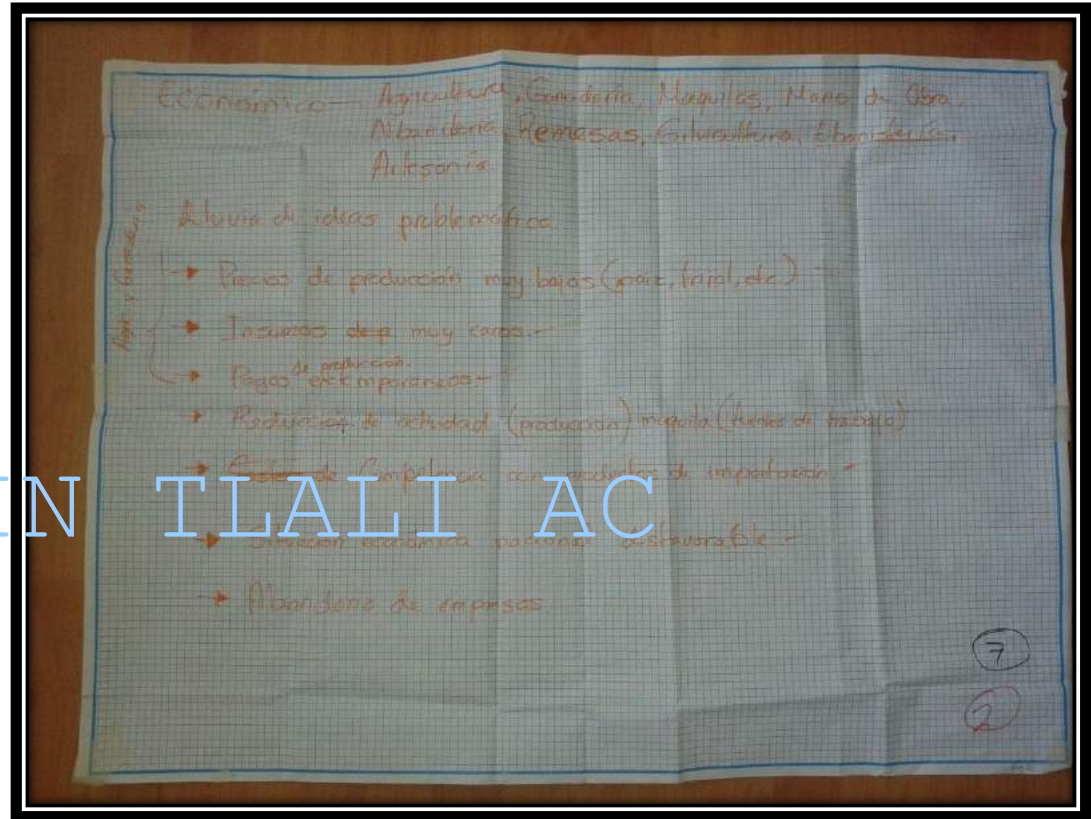 Económico — Agricultura, Ganadería, Maquilas, Mano de Obra,
Albañilería, Remesas, Silvicultura, Ebanistería,
Artesanía.
Lluvia de ideas problemática
Agri. y Ganadería
→ Precios de producción muy bajos (maiz, frijol, etc.) -
→ Insumos muy caros. -
→ Pagos de producción extemporaneos -
→ Reducción de actividad (producción) maquila (fuentes de trabajo)
→ de Competencia con productos de importación -
N TLALI AC
→ Situación económica nacional desfavorable -
→ Abandono de empresas
7
2